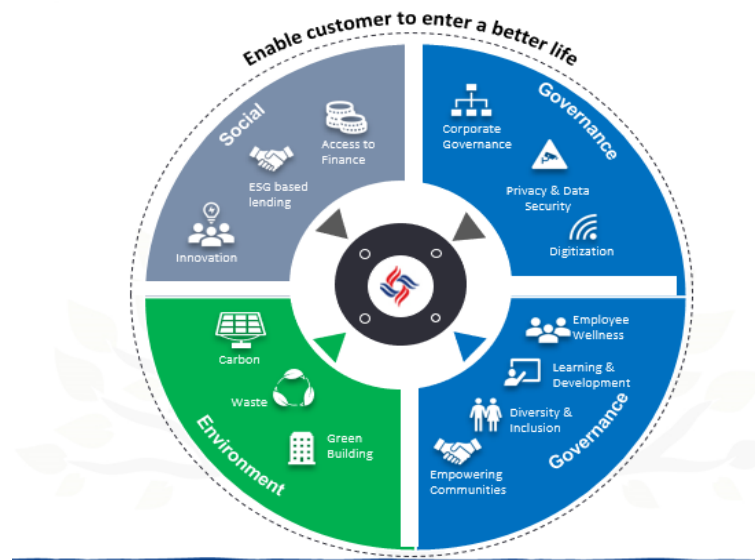 Enable customer to enter a better life
Social
Access to
Finance
ESG based
lending
Innovation
Governance
Corporate
Governance
Privacy & Data
Security
Digitization
Carbon
Waste
Green
Building
Environment
Employee
Wellness
Learning &
Development
Diversity &
Inclusion
Empowering
Communities
Governance